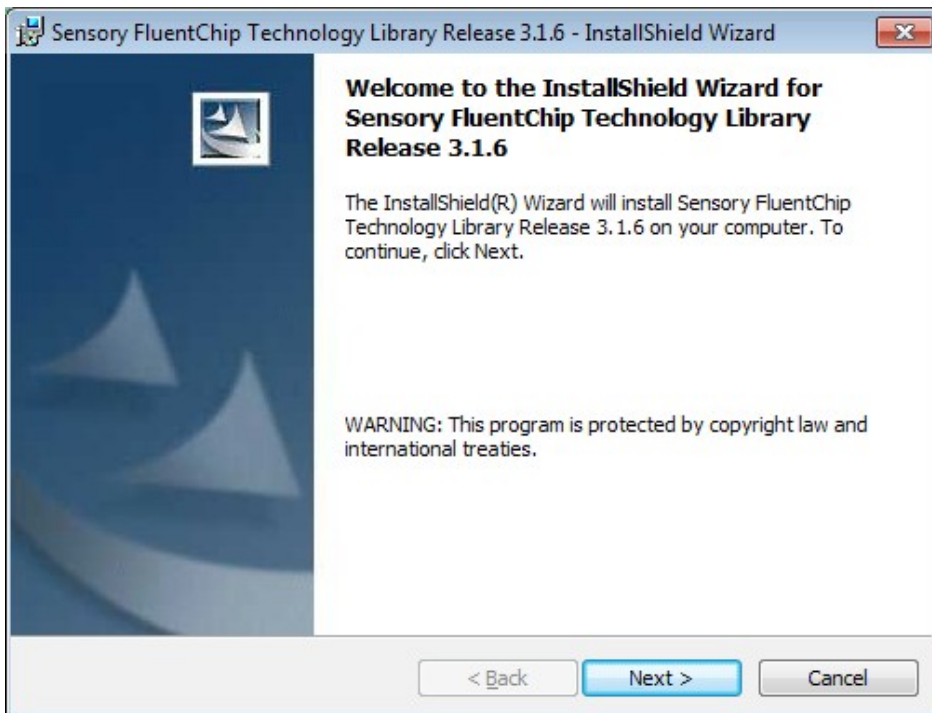 Sensory FluentChip Technology Library Release 3.1.6 - InstallShield Wizard
Welcome to the InstallShield Wizard for
Sensory FluentChip Technology Library
Release 3.1.6
The InstallShield(R) Wizard will install Sensory FluentChip
Technology Library Release 3.1.6 on your computer. To
continue, click Next.
WARNING: This program is protected by copyright law and
international treaties.
< Back
Next >
Cancel